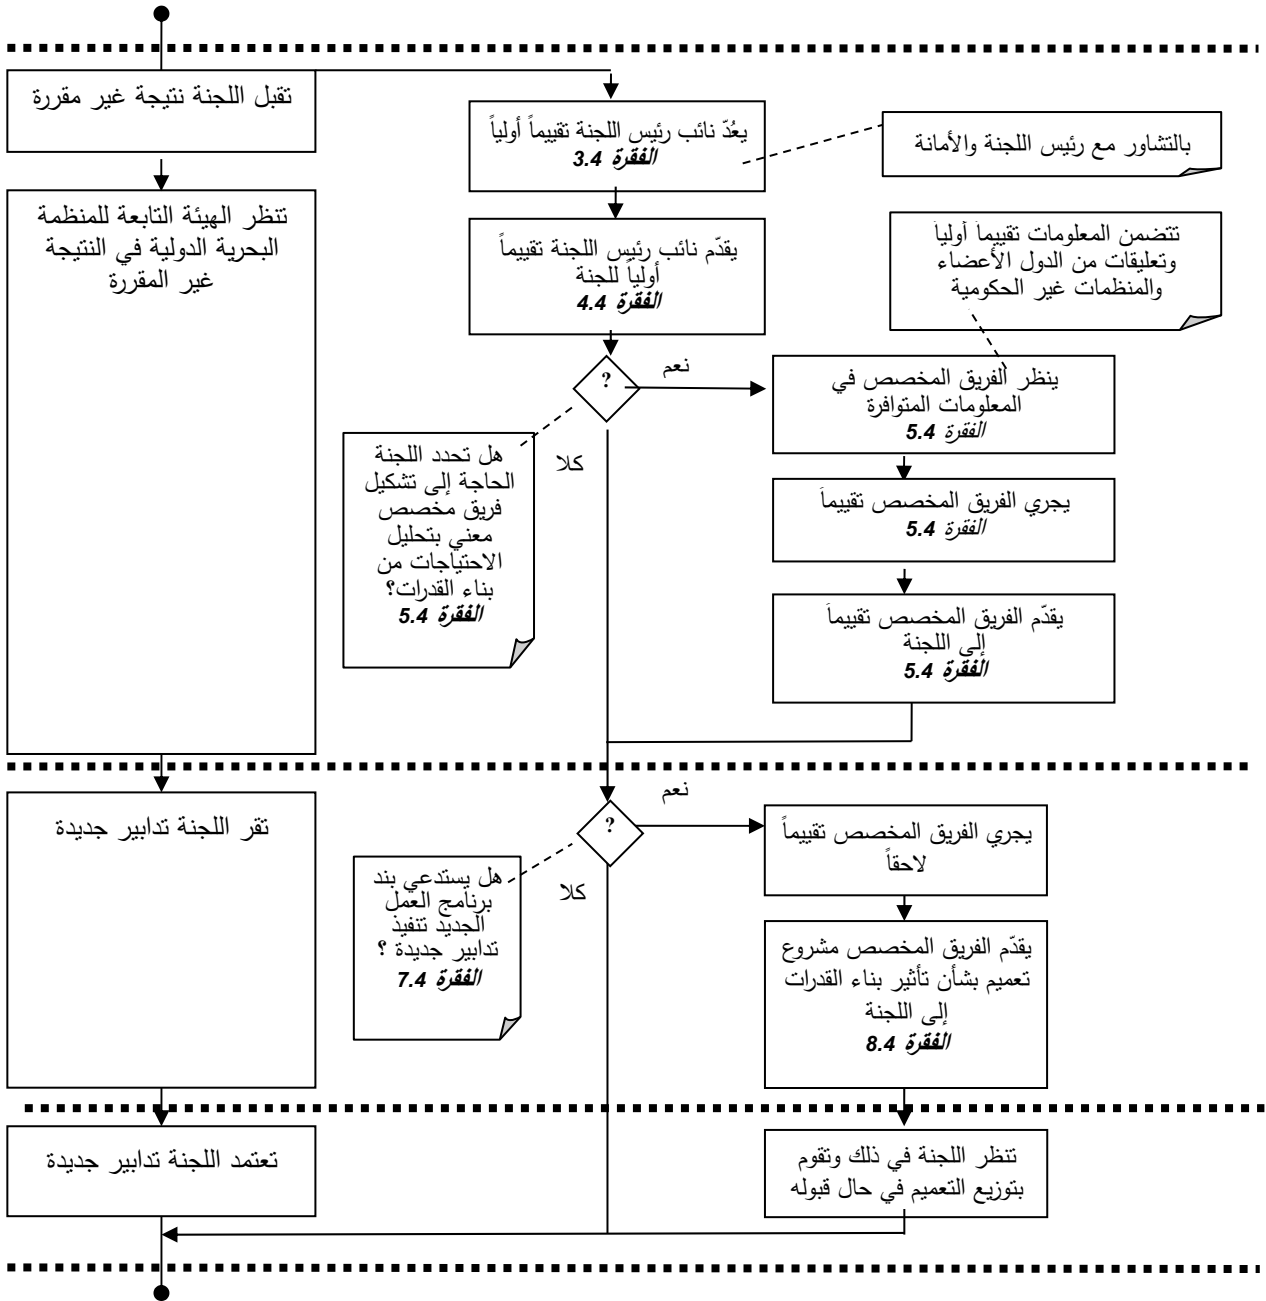 تقبل اللجنة نتيجة غير مقررة
يعُدّ نائب رئيس اللجنة تقييماً أولياً
الفقرة 3.4
بالتشاور مع رئيس اللجنة والأمانة
تنظر الهيئة التابعة للمنظمة
البحرية الدولية في النتيجة
غير المقررة
يقدّم نائب رئيس اللجنة تقييماً
أولياً للجنة
الفقرة 4.4
تتضمن المعلومات تقييماً أولياً
وتعليقات من الدول الأعضاء
والمنظمات غير الحكومية
?
نعم
ينظر الفريق المخصص في
المعلومات المتوافرة
الفقرة 5.4
كلا
هل تحدد اللجنة
الحاجة إلى تشكيل
فريق مخصص
معني بتحليل
الاحتياجات من
بناء القدرات؟
الفقرة 5.4
يجري الفريق المخصص تقييماً
الفقرة 5.4
يقدّم الفريق المخصص تقييماً
إلى اللجنة
الفقرة 5.4
تقر اللجنة تدابير جديدة
?
نعم
يجري الفريق المخصص تقييماً
لاحقاً
كلا
هل يستدعي بند
برنامج العمل
الجديد تنفيذ
تدابير جديدة ؟
الفقرة 7.4
يقدّم الفريق المخصص مشروع
تعميم بشأن تأثير بناء القدرات
إلى اللجنة
الفقرة 8.4
تعتمد اللجنة تدابير جديدة
تنظر اللجنة في ذلك وتقوم
بتوزيع التعميم في حال قبوله